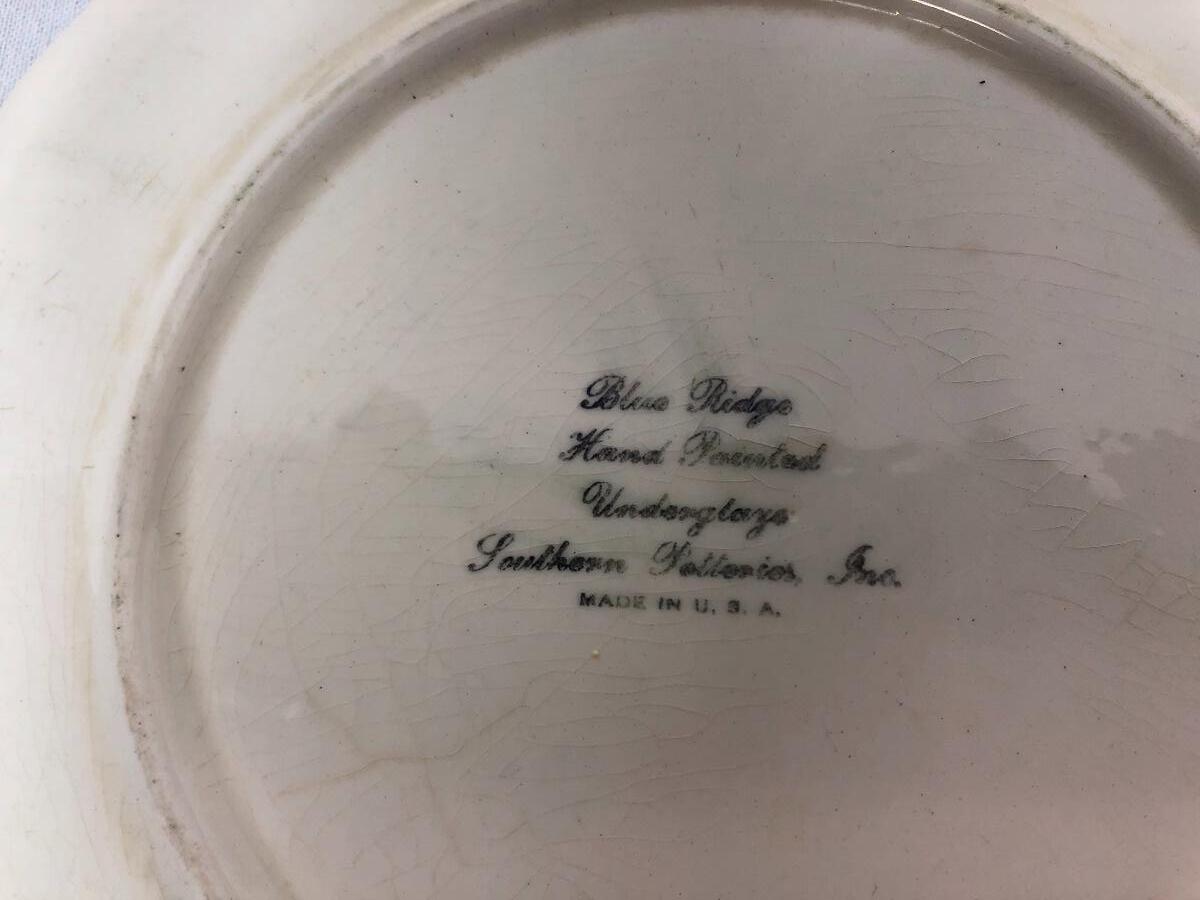 Blue Ridge
Hand Painted
Underglaze
Southern Potteries, Inc.
MADE IN U. S. A.